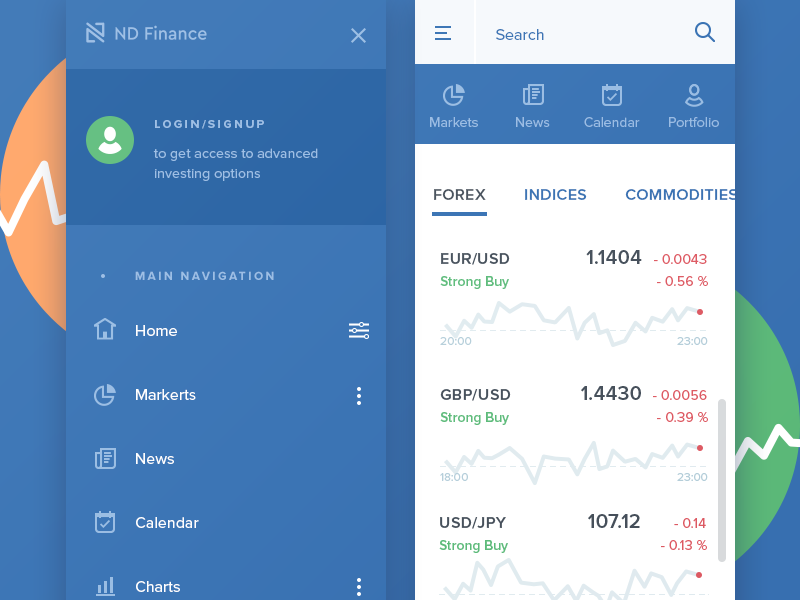 ND Finance
LOGIN/SIGNUP
to get access to advanced
investing options
MAIN NAVIGATION
Home
Markerts
News
Calendar
Charts
Search
Markets News Calendar Portfolio
FOREX INDICES COMMODITIES
EUR/USD 1.1404 - 0.0043
Strong Buy - 0.56 %
20:00 23:00
GBP/USD 1.4430 - 0.0056
Strong Buy - 0.39 %
18:00 23:00
USD/JPY 107.12 - 0.14
Strong Buy - 0.13 %